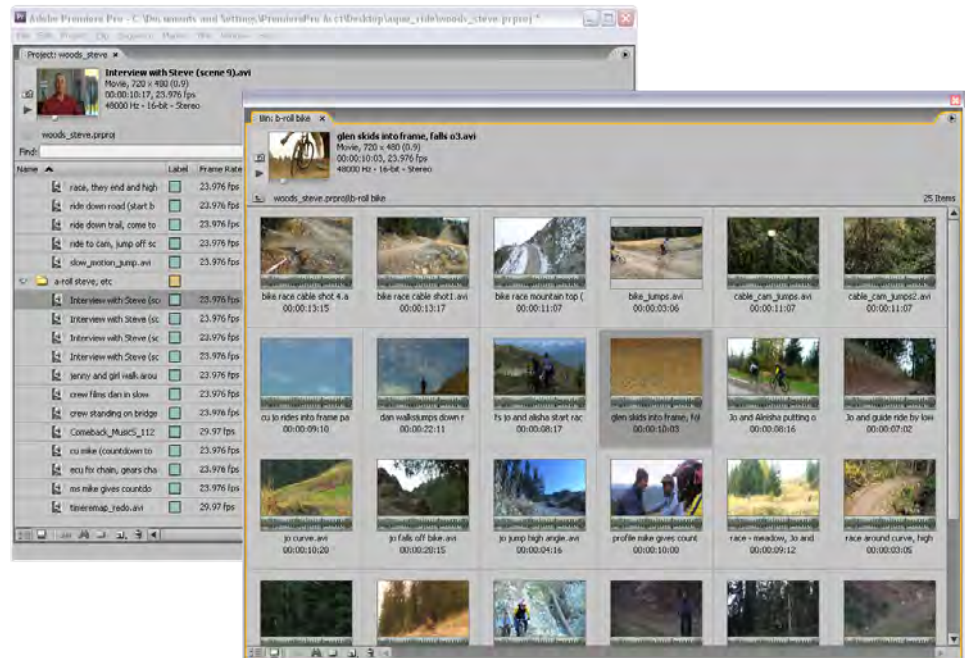 Adobe Premiere Pro - C:\Documents and Settings\PremierePro Acct\Desktop\aquaz_ride\woods_steve.prproj *
File Edit Project Clip Sequence Marker Title Window Help
Project: woods_steve
Interview with Steve (scene 9).avi
Movie, 720 x 480 (0.9)
00:00:10:17, 23.976 fps
48000 Hz - 16-bit - Stereo
woods_steve.prproj
Find:
Name Label Frame Rate
race, they end and high 23.976 fps
ride down road (start b 23.976 fps
ride down trail, come to 23.976 fps
ride to cam, jump off sc 23.976 fps
slow_motion_jump.avi 23.976 fps
a-roll steve, etc
Interview with Steve (sc 23.976 fps
Interview with Steve (sc 23.976 fps
Interview with Steve (sc 23.976 fps
Interview with Steve (sc 23.976 fps
jenny and girl walk arou 23.976 fps
crew films dan in slow 23.976 fps
crew standing on bridge 23.976 fps
Comeback_Music5_112 29.97 fps
cu mike (countdown to 23.976 fps
ecu fix chain, gears cha 23.976 fps
ms mike gives countdo 23.976 fps
timeremap_redo.avi 29.97 fps
Bin: b-roll bike
glen skids into frame, falls o3.avi
Movie, 720 x 480 (0.9)
00:00:10:03, 23.976 fps
48000 Hz - 16-bit - Stereo
woods_steve.prproj\b-roll bike 25 Items
bike race cable shot 4.a bike race cable shot1.avi bike race mountain top ( bike_jumps.avi cable_cam_jumps.avi cable_cam_jumps2.avi
00:00:13:15 00:00:13:17 00:00:11:07 00:00:03:06 00:00:11:07 00:00:11:07
cu jo rides into frame pa dan walksjumps down r fs jo and alisha start rac glen skids into frame, fal Jo and Alnisha putting o Jo and guide ride by low
00:00:09:10 00:00:22:11 00:00:08:17 00:00:10:03 00:00:08:16 00:00:07:02
jo curve.avi jo falls off bike.avi jo jump high angle.avi profile mike gives count race - meadow, Jo and race around curve, high
00:00:10:20 00:00:20:15 00:00:04:16 00:00:10:00 00:00:09:12 00:00:03:05